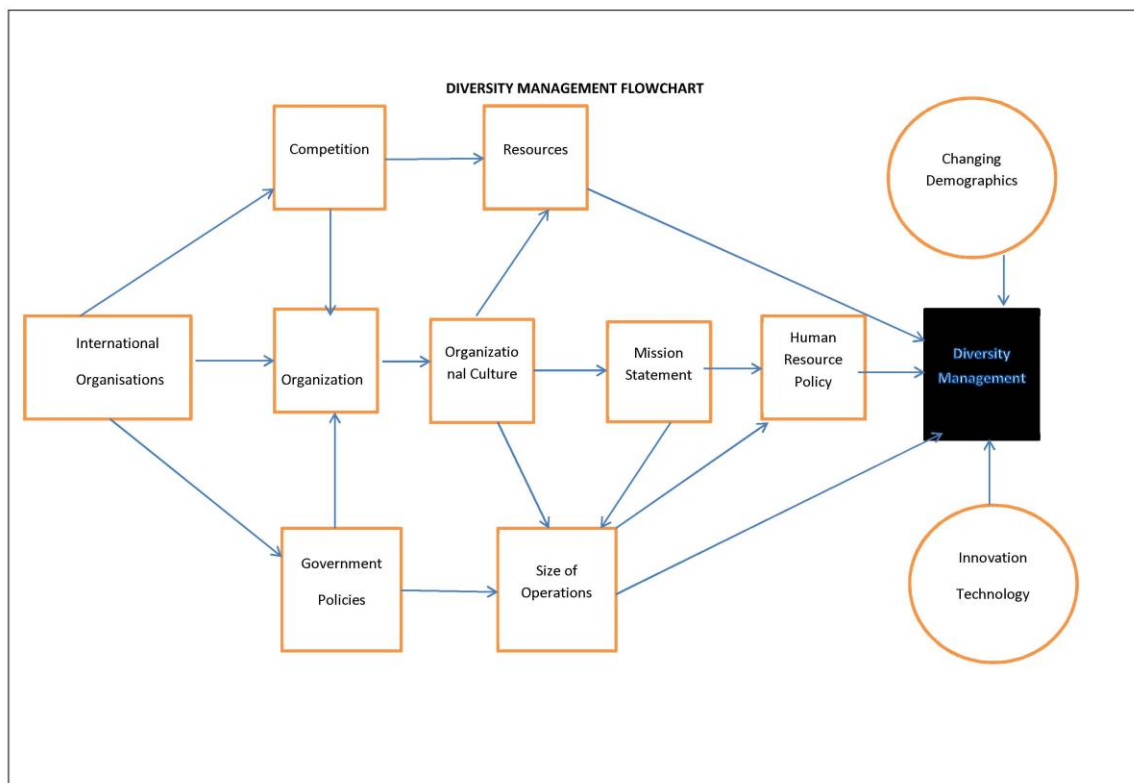 DIVERSITY MANAGEMENT FLOWCHART
Competition
Resources
Changing
Demographics
International
Organisations
Organization
Organizatio
nal Culture
Mission
Statement
Human
Resource
Policy
Diversity
Management
Government
Policies
Size of
Operations
Innovation
Technology